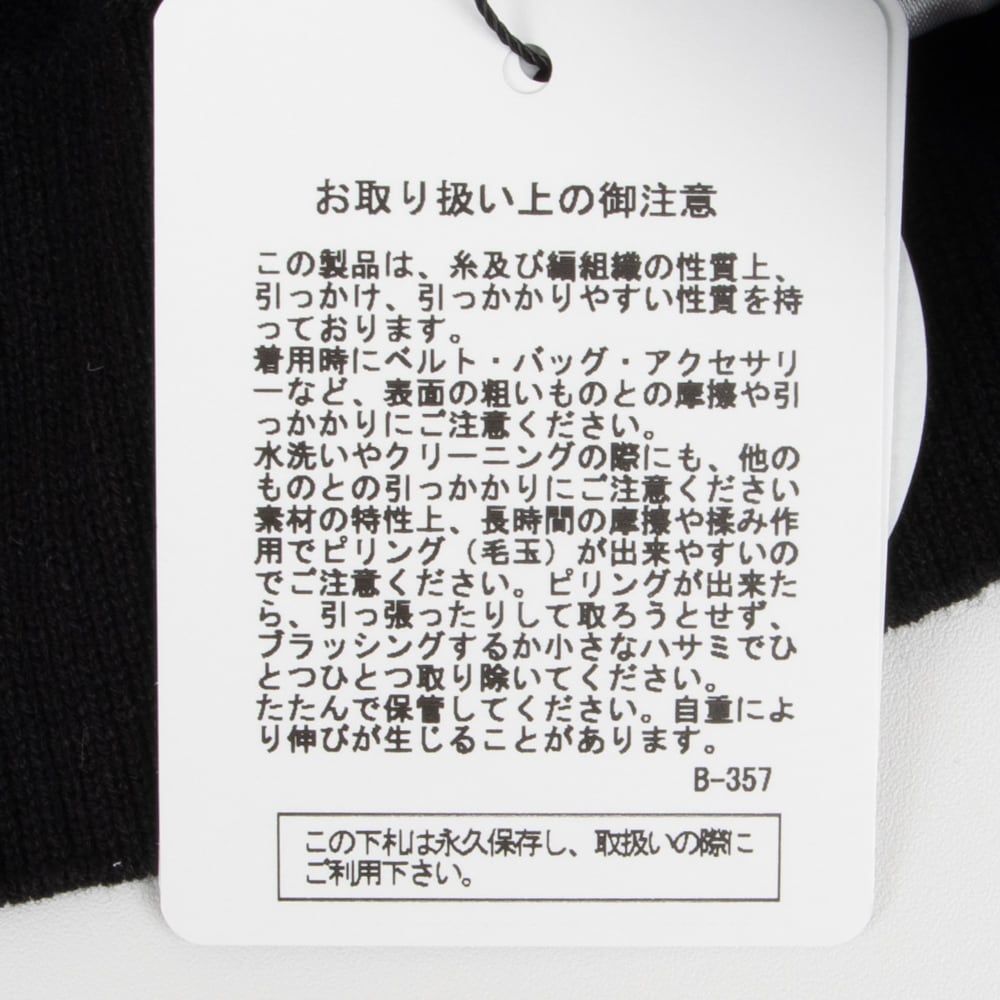 お取り扱い上の御注意
この製品は、糸及び編組織の性質上、
引っかけ、引っかかりやすい性質を持
っております。
着用時にベルト・バッグ・アクセサリ
ーなど、表面の粗いものとの摩擦や引
っかかりにご注意ください。
水洗いやクリーニングの際にも、他の
ものとの引っかかりにご注意ください
素材の特性上、長時間の摩擦や揉み作
用でピリング（毛玉）が出来やすいの
でご注意ください。ピリングが出来た
ら、引っ張ったりして取ろうとせず、
ブラッシングするか小さなハサミでひ
とつひとつ取り除いてください。
たたんで保管してください。自重によ
り伸びが生じることがあります。
B-357
この下札は永久保存し、取扱いの際に
ご利用下さい。